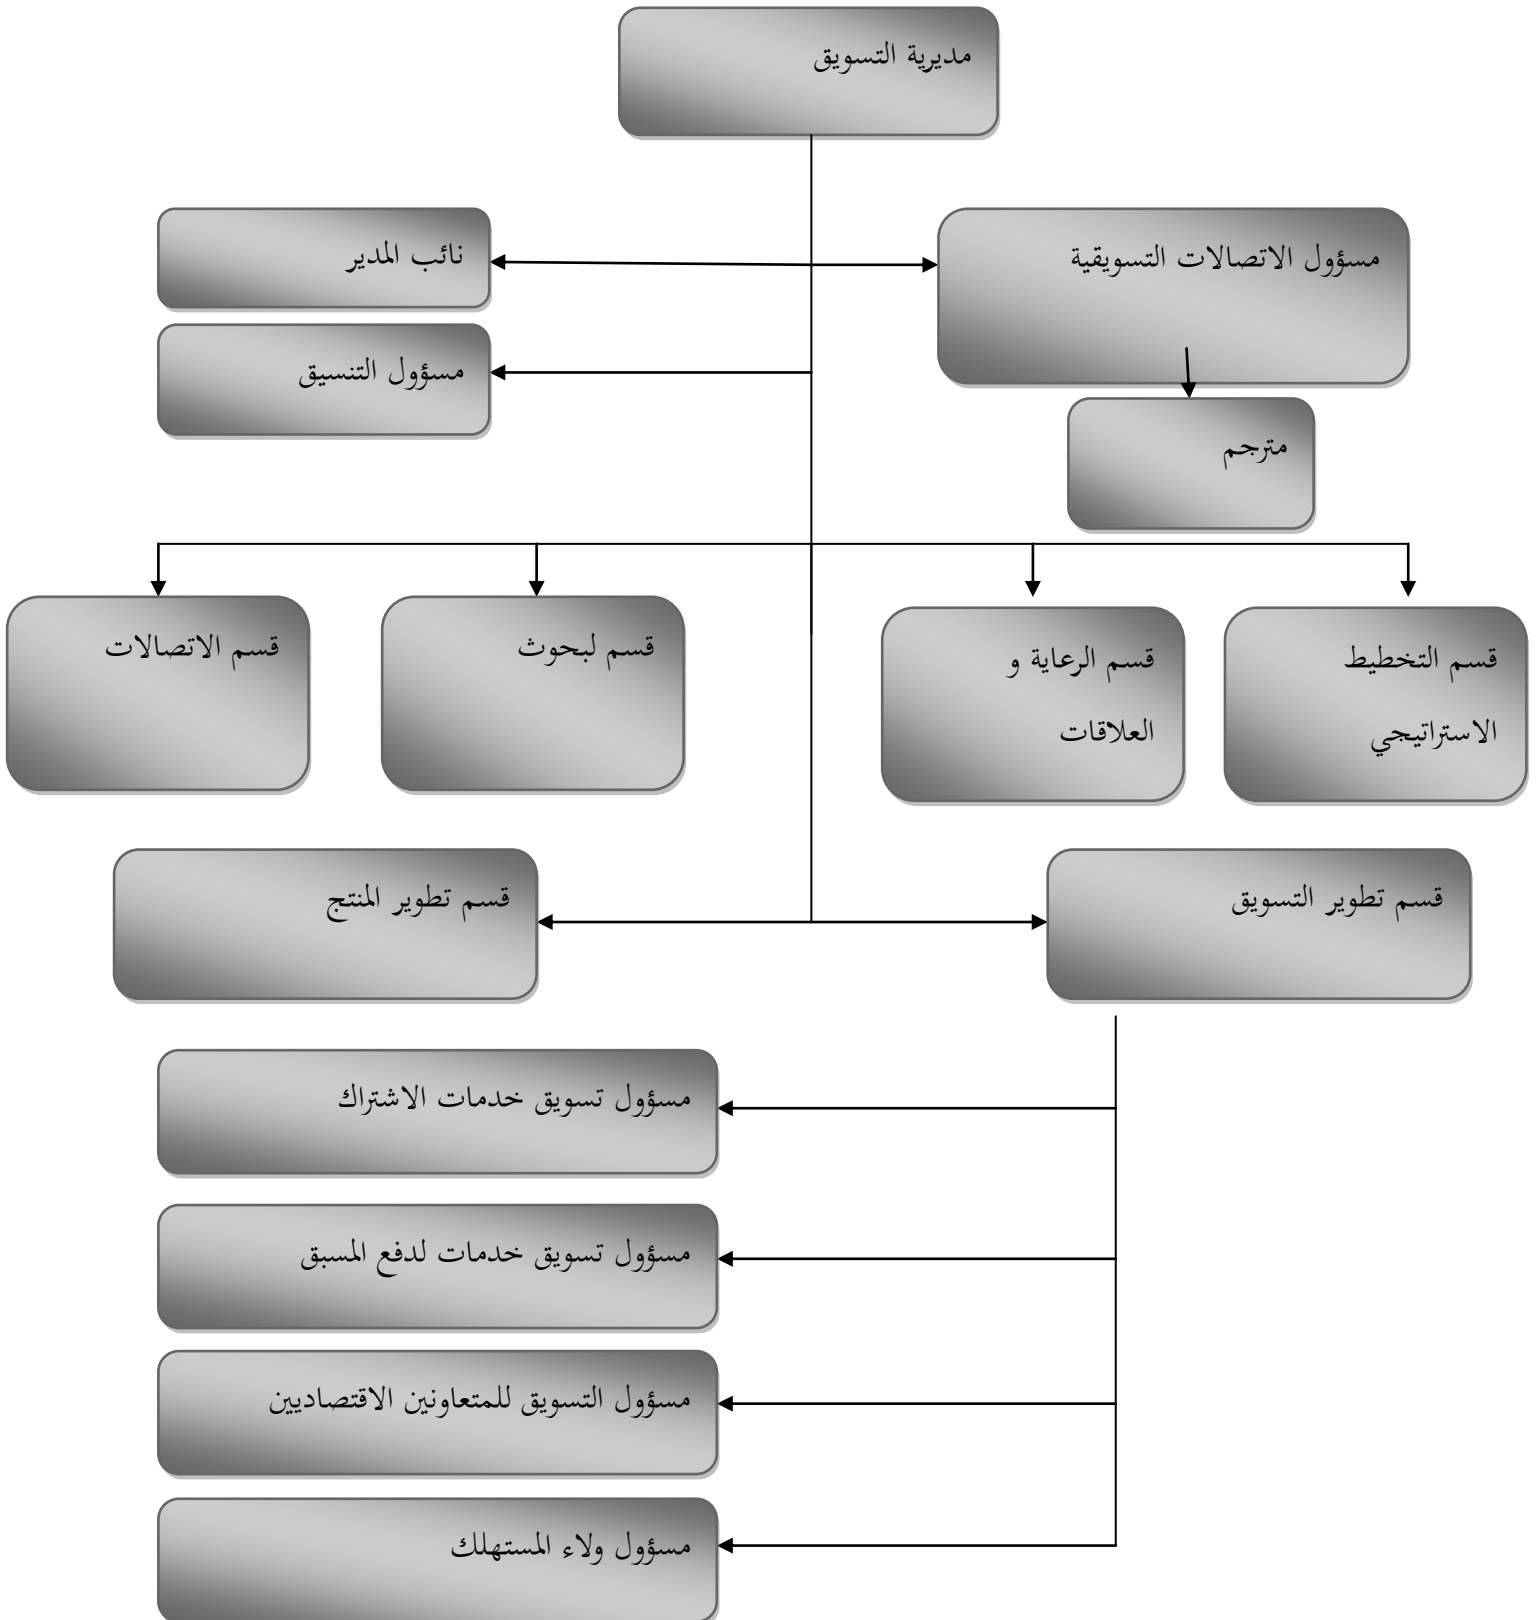 مديرية التسويق
مسؤول الاتصالات التسويقية
نائب المدير
مسؤول التنسيق
مترجم
قسم التخطيط
الاستراتيجي
قسم الرعاية و
العلاقات
قسم لبحوث
قسم الاتصالات
قسم تطوير التسويق
قسم تطوير المنتج
مسؤول تسويق خدمات الاشتراك
مسؤول تسويق خدمات لدفع المسبق
مسؤول التسويق للمتعاونين الاقتصاديين
مسؤول ولاء المستهلك